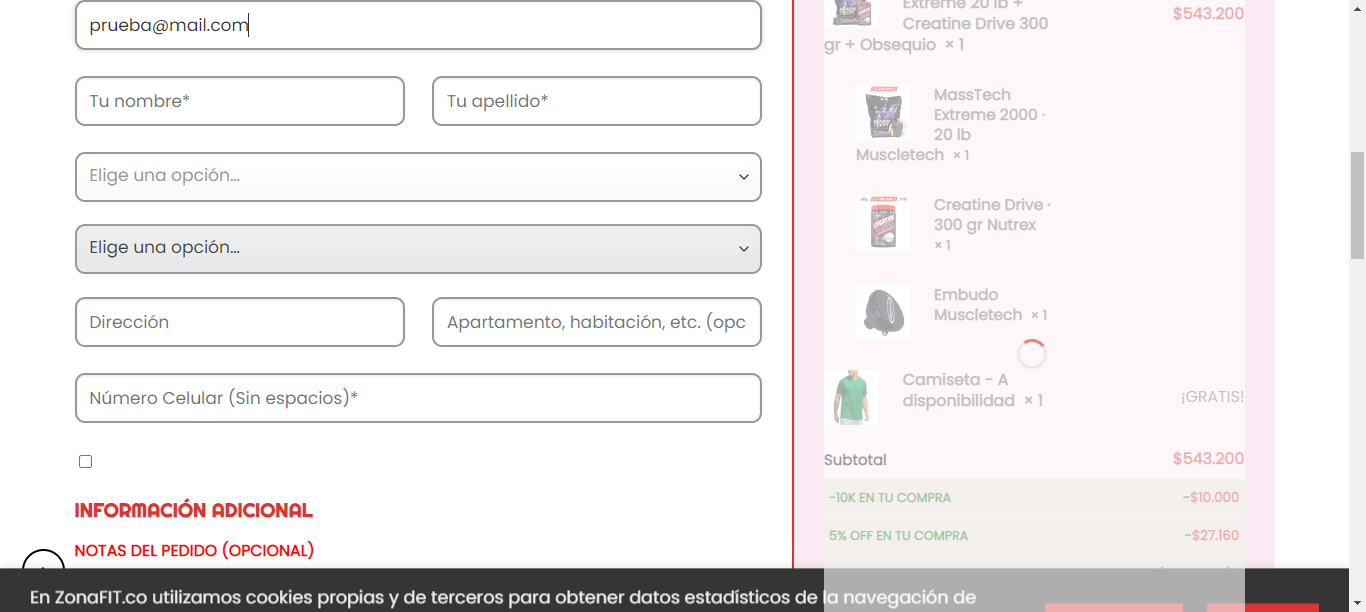 prueba@mail.com
Tu nombre*
Tu apellido*
Elige una opción...
Elige una opción...
Dirección
Apartamento, habitación, etc. (opc
Número Celular (Sin espacios)*
INFORMACIÓN ADICIONAL
NOTAS DEL PEDIDO (OPCIONAL)
Extreme 20 lb +
Creatine Drive 300
gr + Obsequio × 1
$543.200
MassTech
Extreme 2000 ·
20 lb
Muscletech × 1
Creatine Drive ·
300 gr Nutrex
× 1
Embudo
Muscletech × 1
Camiseta - A
disponibilidad × 1
¡GRATIS!
Subtotal $543.200
-10K EN TU COMPRA -$10.000
5% OFF EN TU COMPRA -$27.160
En ZonaFIT.co utilizamos cookies propias y de terceros para obtener datos estadísticos de la navegación de